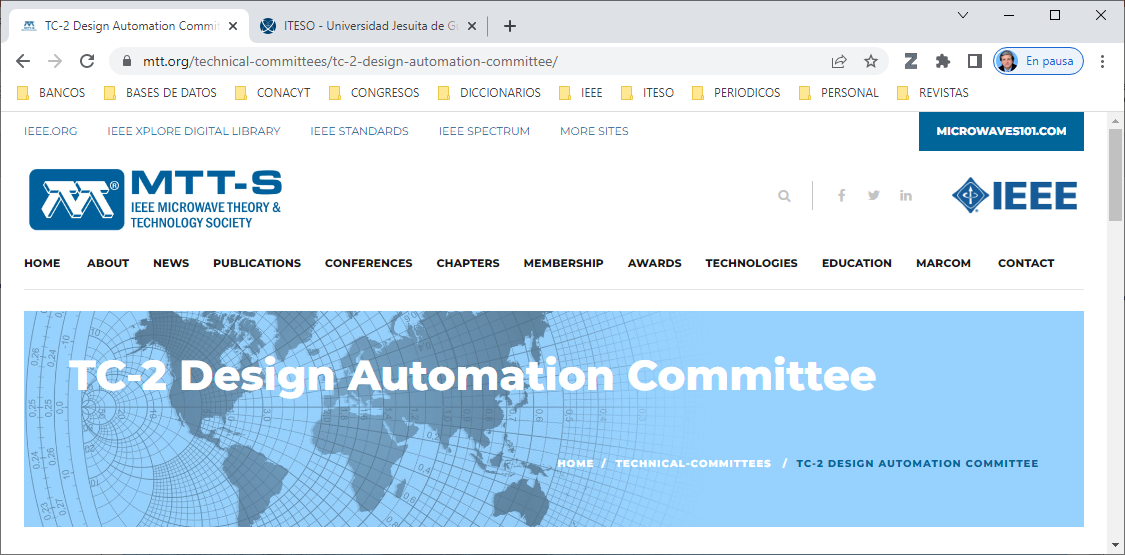 TC-2 Design Automation Commit
ITESO - Universidad Jesuita de G
mtt.org/technical-committees/tc-2-design-automation-committee/
En pausa
BANCOS BASES DE DATOS CONACYT CONGRESOS DICCIONARIOS IEEE ITESO PERIODICOS PERSONAL REVISTAS
IEEE.ORG IEEE XPLORE DIGITAL LIBRARY IEEE STANDARDS IEEE SPECTRUM MORE SITES
MICROWAVES101.COM
MTT-S
IEEE MICROWAVE THEORY &
TECHNOLOGY SOCIETY
IEEE
HOME ABOUT NEWS PUBLICATIONS CONFERENCES CHAPTERS MEMBERSHIP AWARDS TECHNOLOGIES EDUCATION MARCOM CONTACT
TC-2 Design Automation Committee
HOME / TECHNICAL-COMMITTEES / TC-2 DESIGN AUTOMATION COMMITTEE